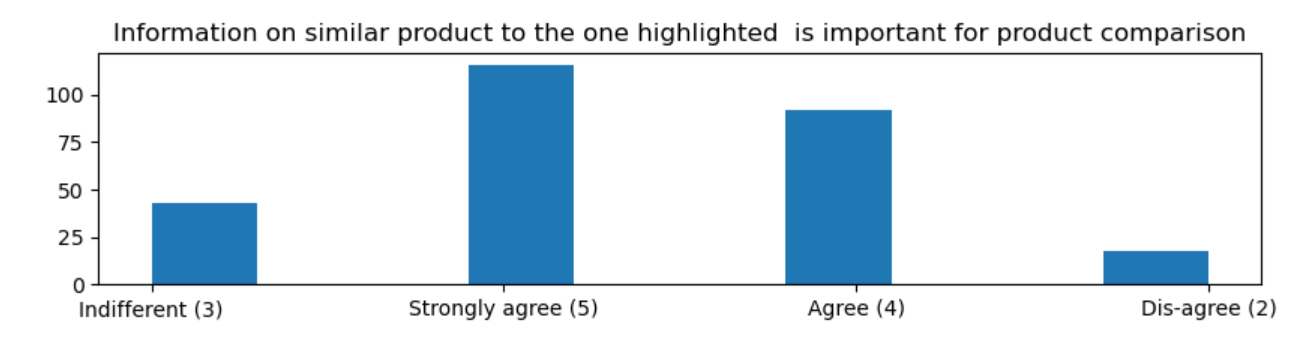 Information on similar product to the one highlighted  is important for product comparison
100
75
50
25
0
Indifferent (3) Strongly agree (5) Agree (4) Dis-agree (2)